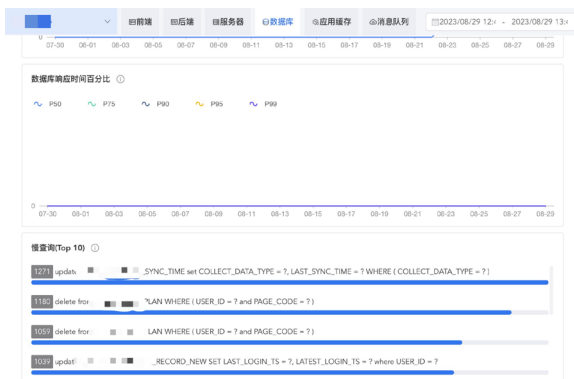 前端 后端 服务器 数据库 应用缓存 消息队列 2023/08/29 12: - 2023/08/29 13:
0
07-30 08-01 08-03 08-05 08-07 08-09 08-11 08-13 08-15 08-17 08-19 08-21 08-23 08-25 08-27 08-29
数据库响应时间百分比
P50 P75 P90 P95 P99
0
07-30 08-01 08-03 08-05 08-07 08-09 08-11 08-13 08-15 08-17 08-19 08-21 08-23 08-25 08-27 08-29
慢查询(Top 10)
1271 update _SYNC_TIME set COLLECT_DATA_TYPE = ?, LAST_SYNC_TIME = ? WHERE ( COLLECT_DATA_TYPE = ? )
1180 delete from LAN WHERE ( USER_ID = ? and PAGE_CODE = ? )
1059 delete from LAN WHERE ( USER_ID = ? and PAGE_CODE = ? )
1039 _RECORD_NEW SET LAST_LOGIN_TS = ?, LATEST_LOGIN_TS = ? where USER_ID = ?